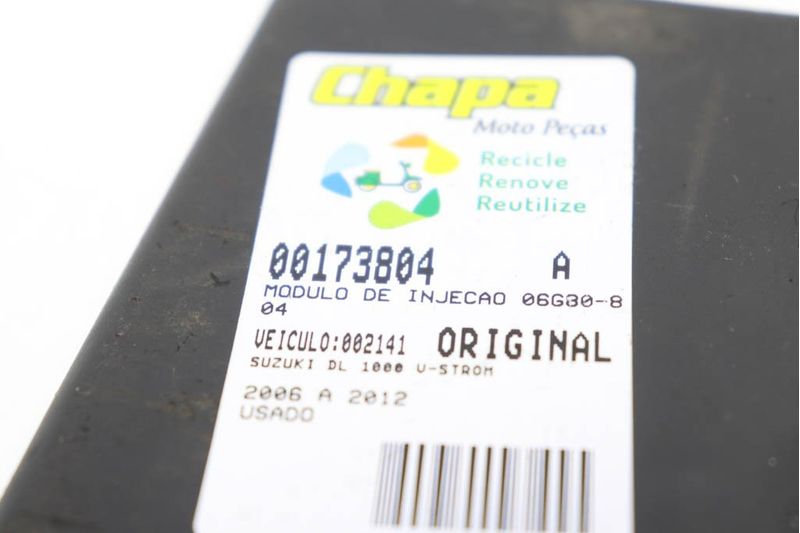 Chapa
Moto Peças
Recicle
Renove
Reutilize
00173804 A
MODULO DE INJECAO 06G30-8
04
VEICULO:002141 ORIGINAL
SUZUKI DL 1000 V-STROM
2006 A 2012
USADO